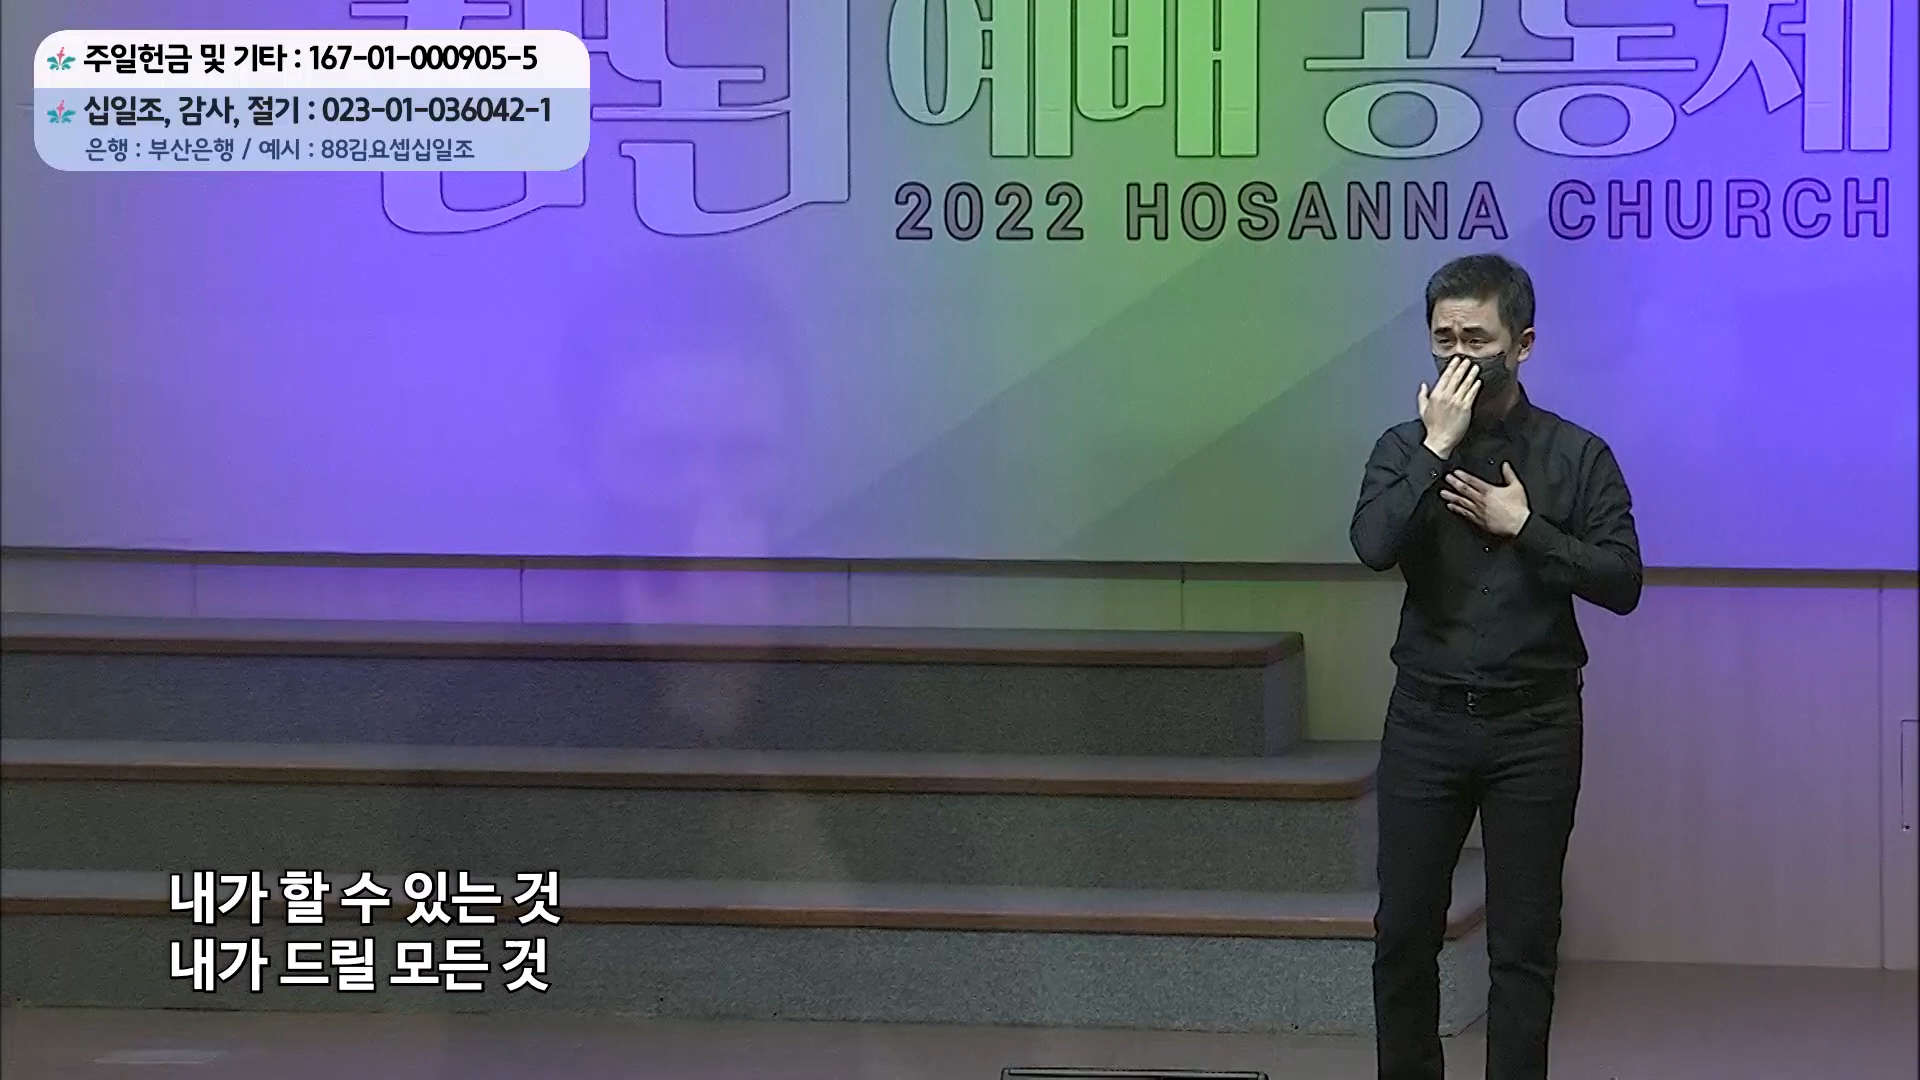 주일헌금 및 기타 : 167-01-000905-5
십일조, 감사, 절기 : 023-01-036042-1
은행 : 부산은행 / 예시 : 88김요셉십일조
예배 공동체
2022 HOSANNA CHURCH
내가 할 수 있는 것
내가 드릴 모든 것